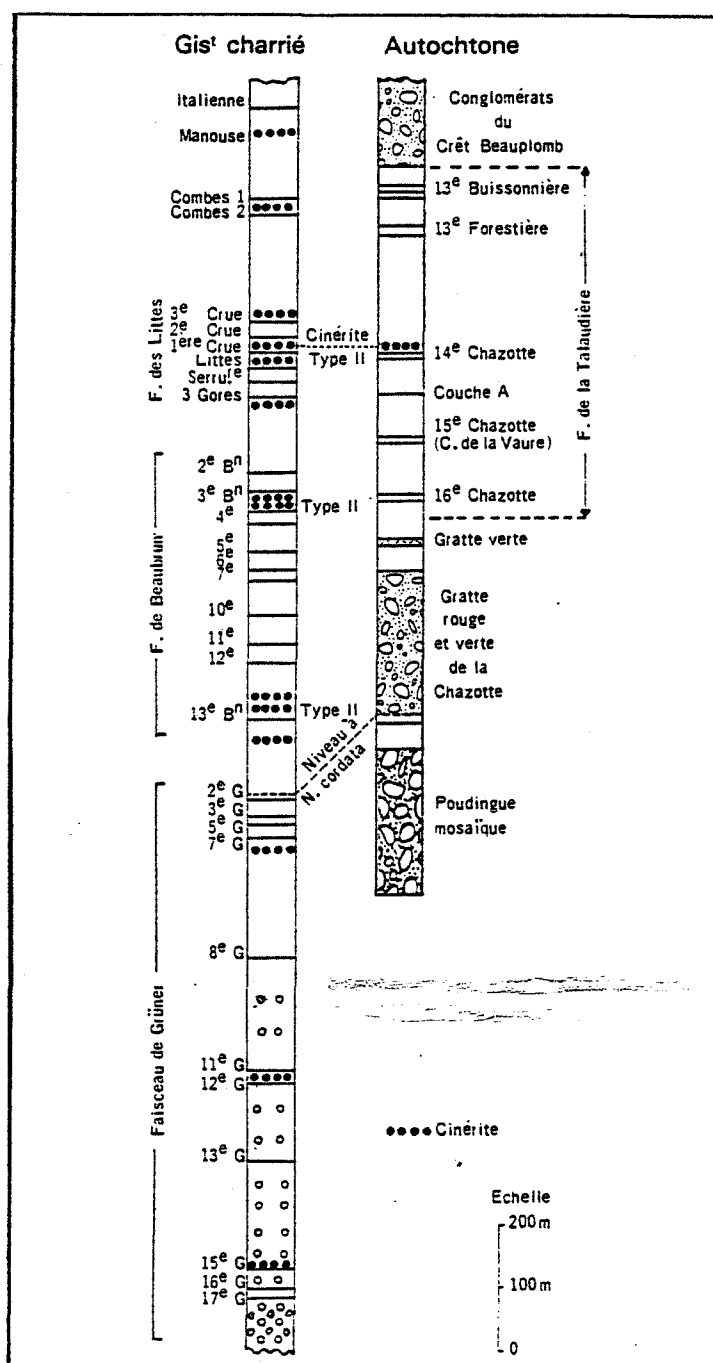 Gisᵗ charrié
Autochtone
Italienne
Manouse
Combes 1
Combes 2
3ᵉ Crue
2ᵉ Crue
1ᵉʳᵉ Crue
Littes
Serruʳᵉ
3 Gores
2ᵉ Bⁿ
3ᵉ Bⁿ
4ᵉ
5ᵉ
6ᵉ
7ᵉ
10ᵉ
11ᵉ
12ᵉ
13ᵉ Bⁿ
2ᵉ G
3ᵉ G
5ᵉ G
7ᵉ G
8ᵉ G
11ᵉ G
12ᵉ G
13ᵉ G
15ᵉ G
16ᵉ G
17ᵉ G
F. des Littes
F. de Beaubrun
Faisceau de Grüner
Cinérite
Type II
Type II
Type II
Niveau à
N. cordata
Conglomérats
du
Crêt Beauplomb
13ᵉ Buissonnière
13ᵉ Forestière
14ᵉ Chazotte
Couche A
15ᵉ Chazotte
(C. de la Vaure)
16ᵉ Chazotte
F. de la Talaudière
Gratte verte
Gratte
rouge
et verte
de la
Chazotte
Poudingue
mosaïque
Cinérite
Echelle
200 m
100 m
0